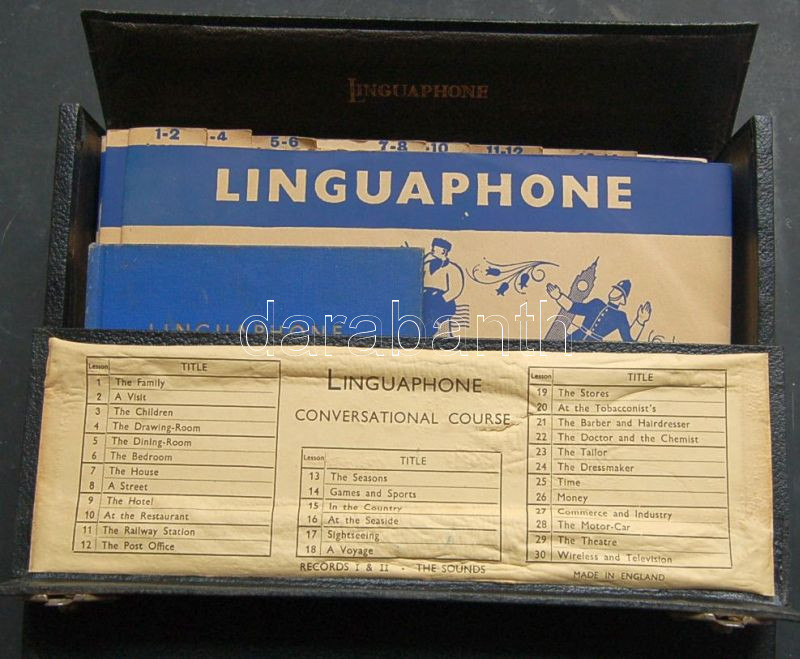 LINGUAPHONE
1-2
-4
5-6
7-8
-10
11-12
LINGUAPHONE
LINGUAPHONE
darabanth
Lesson TITLE
1 The Family
2 A Visit
3 The Children
4 The Drawing-Room
5 The Dining-Room
6 The Bedroom
7 The House
8 A Street
9 The Hotel
10 At the Restaurant
11 The Railway Station
12 The Post Office
LINGUAPHONE
CONVERSATIONAL COURSE
Lesson TITLE
13 The Seasons
14 Games and Sports
15 In the Country
16 At the Seaside
17 Sightseeing
18 A Voyage
RECORDS I & II - THE SOUNDS
Lesson TITLE
19 The Stores
20 At the Tobacconist's
21 The Barber and Hairdresser
22 The Doctor and the Chemist
23 The Tailor
24 The Dressmaker
25 Time
26 Money
27 Commerce and Industry
28 The Motor-Car
29 The Theatre
30 Wireless and Television
MADE IN ENGLAND